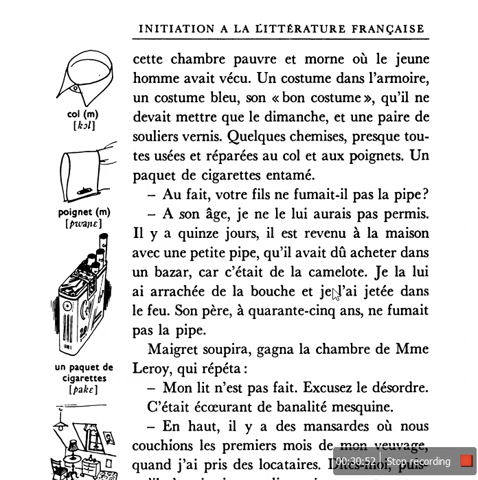 INITIATION A LA LITTÉRATURE FRANÇAISE
col (m)
[kɔl]
poignet (m)
[pwaɲɛ]
un paquet de
cigarettes
[pakɛ]
cette chambre pauvre et morne où le jeune
homme avait vécu. Un costume dans l'armoire,
un costume bleu, son « bon costume », qu'il ne
devait mettre que le dimanche, et une paire de
souliers vernis. Quelques chemises, presque tou-
tes usées et réparées au col et aux poignets. Un
paquet de cigarettes entamé.
— Au fait, votre fils ne fumait-il pas la pipe?
— A son âge, je ne le lui aurais pas permis.
Il y a quinze jours, il est revenu à la maison
avec une petite pipe, qu'il avait dû acheter dans
un bazar, car c'était de la camelote. Je la lui
ai arrachée de la bouche et je l'ai jetée dans
le feu. Son père, à quarante-cinq ans, ne fumait
pas la pipe.
Maigret soupira, gagna la chambre de Mme
Leroy, qui répéta :
— Mon lit n'est pas fait. Excusez le désordre.
C'était écœurant de banalité mesquine.
— En haut, il y a des mansardes où nous
couchions les premiers mois de mon veuvage,
quand j'ai pris des locataires. Dites-moi, puis-
00:30:52 Stop recording